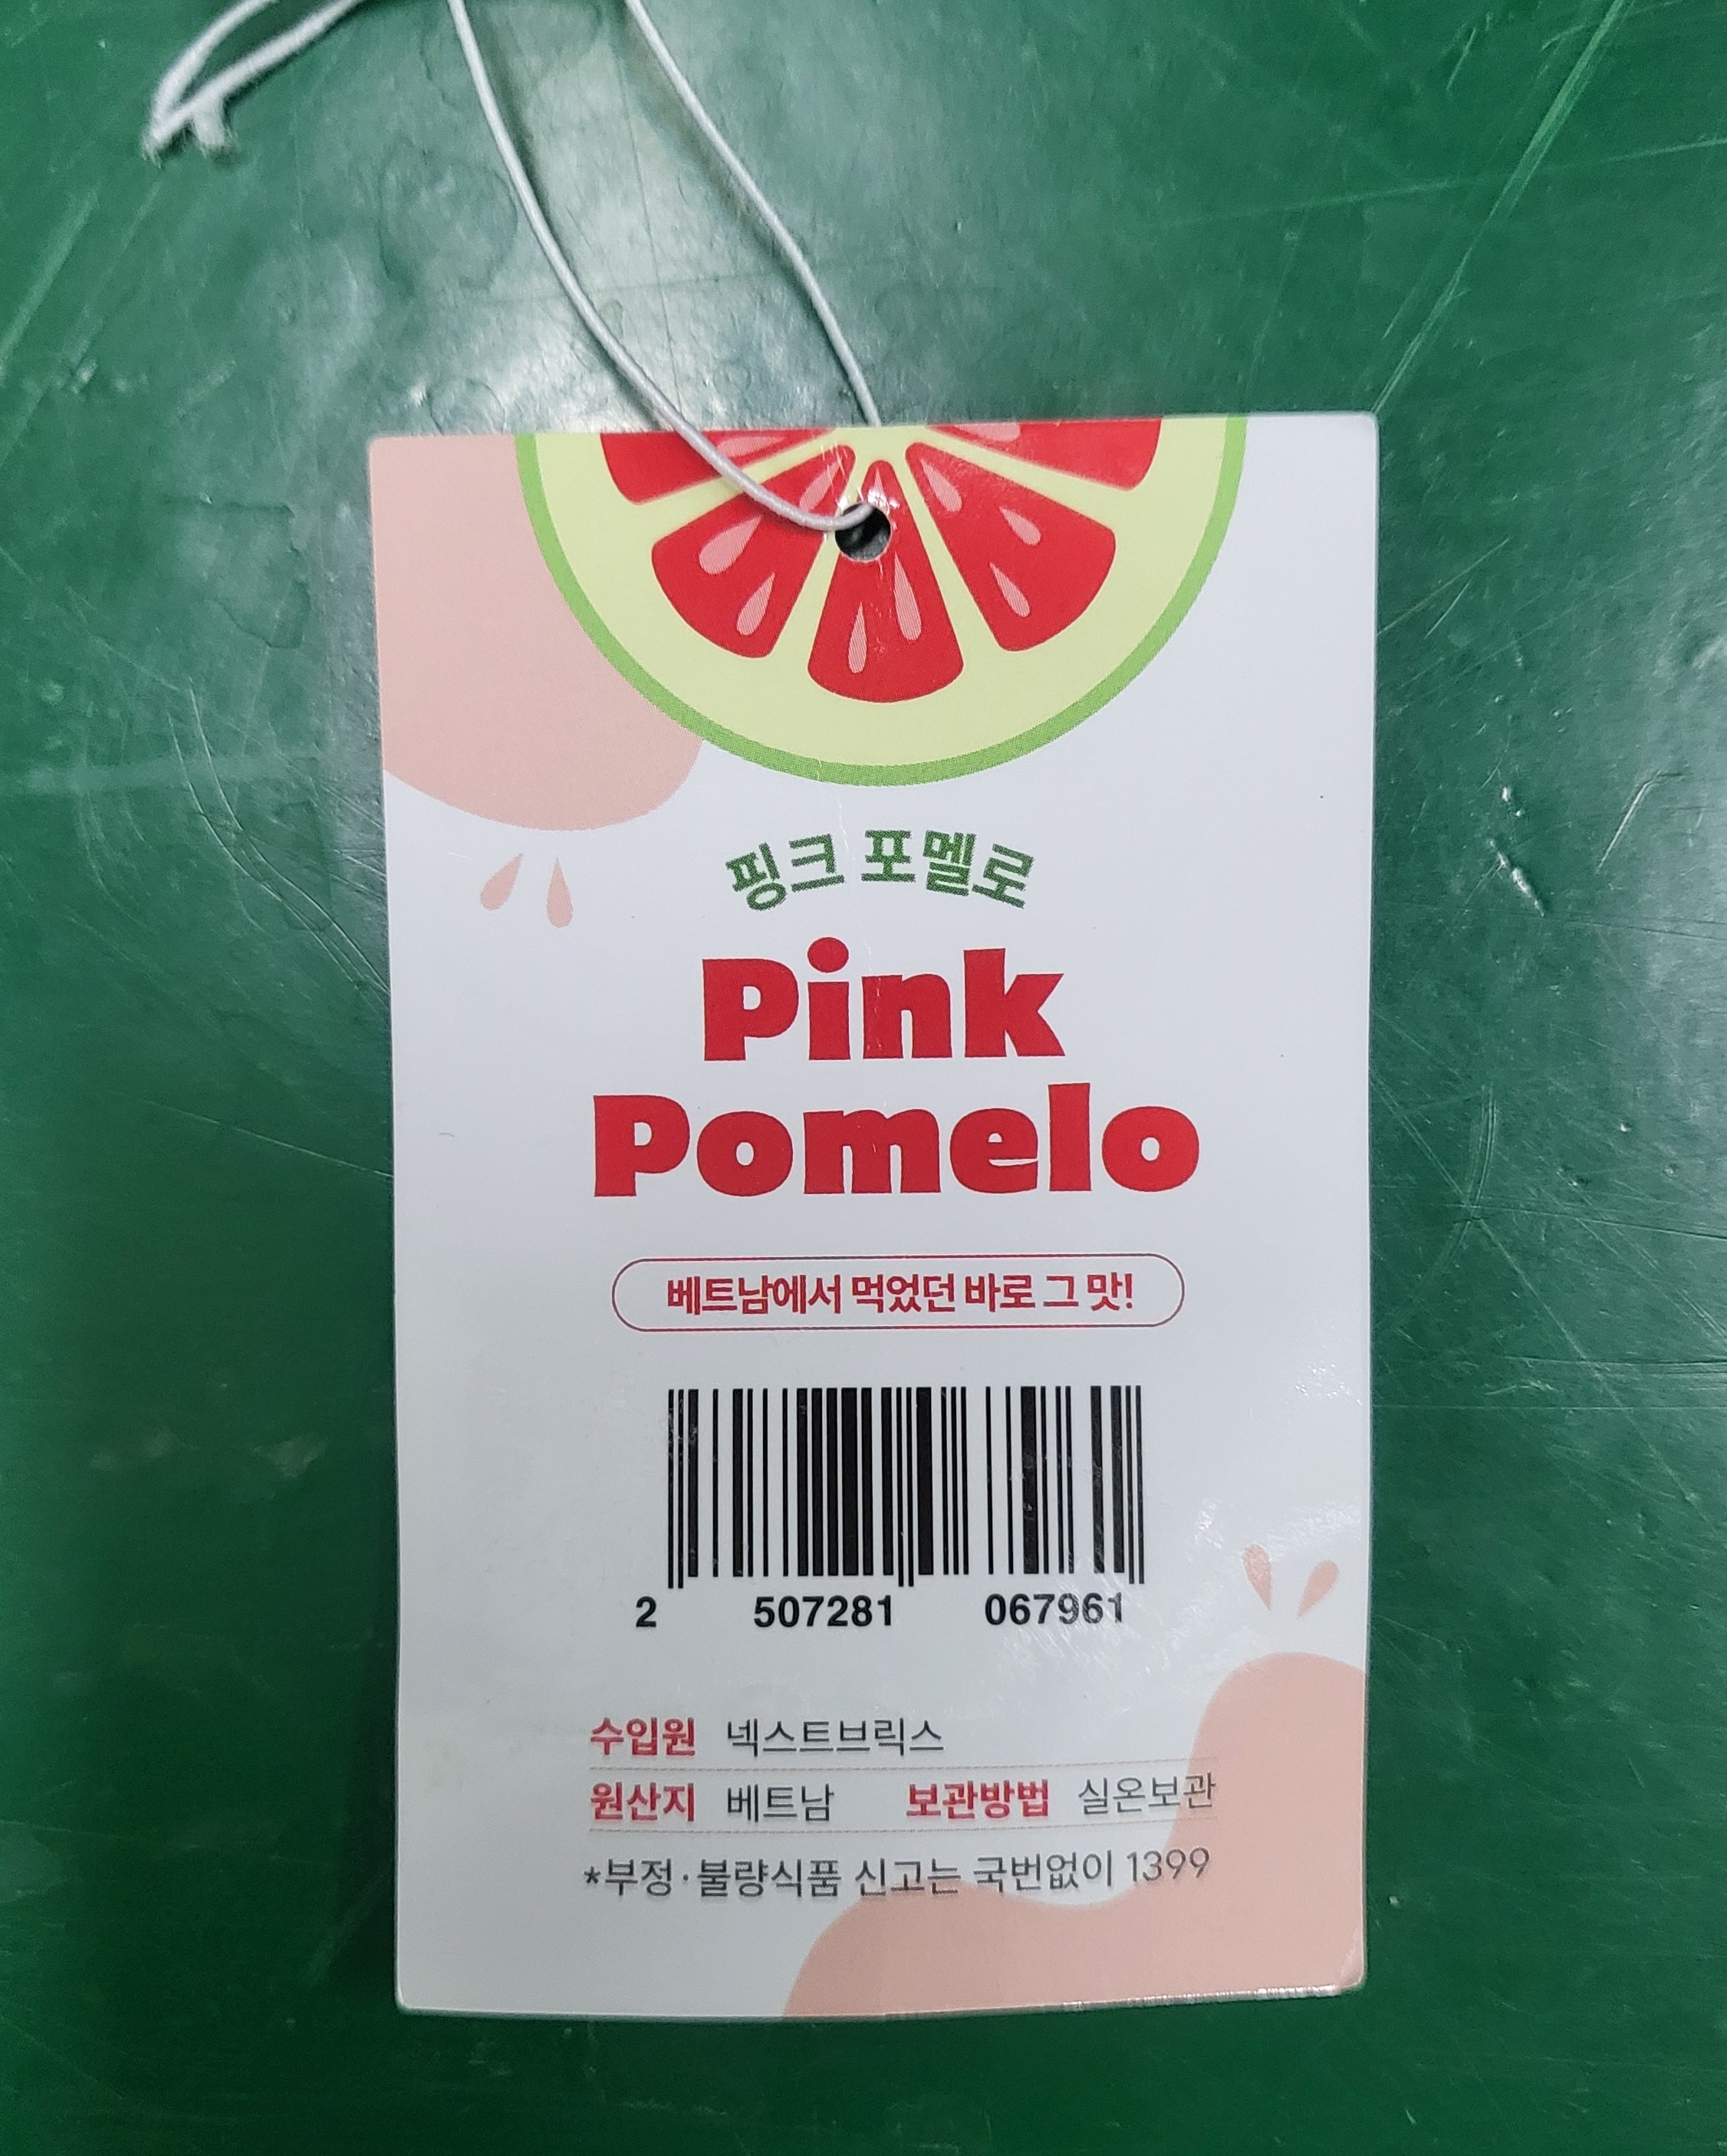 핑크 포멜로
Pink
Pomelo
베트남에서 먹었던 바로 그 맛!
2 507281 067961
수입원 넥스트브릭스
원산지 베트남 보관방법 실온보관
*부정·불량식품 신고는 국번없이 1399